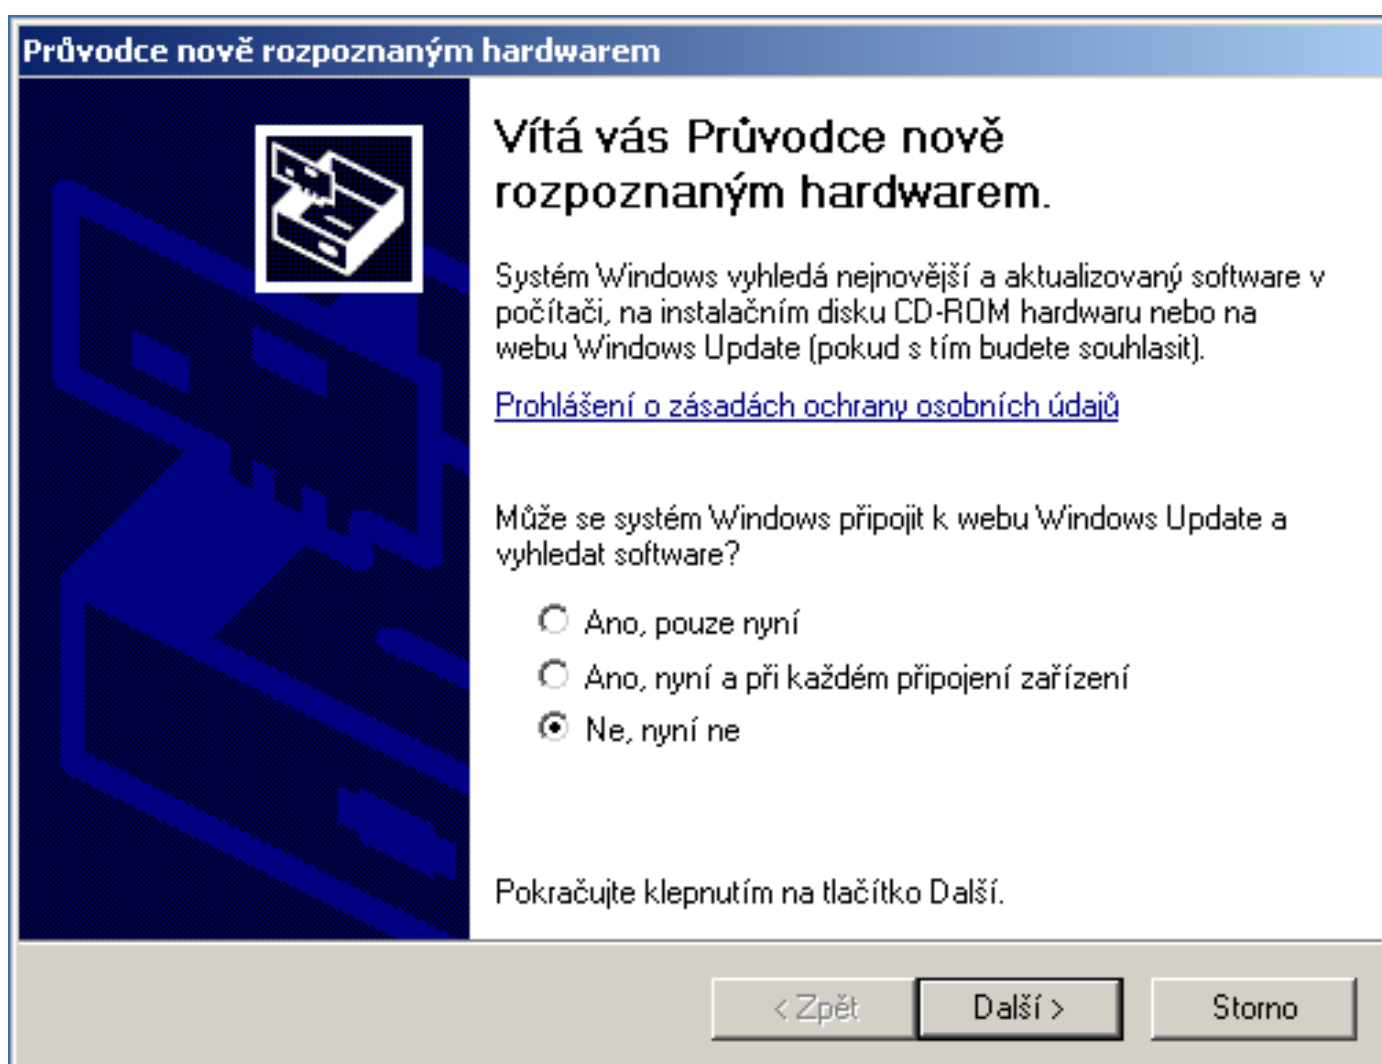 Průvodce nově rozpoznaným hardwarem
Vítá vás Průvodce nově
rozpoznaným hardwarem.
Systém Windows vyhledá nejnovější a aktualizovaný software v
počítači, na instalačním disku CD-ROM hardwaru nebo na
webu Windows Update (pokud s tím budete souhlasit).
Prohlášení o zásadách ochrany osobních údajů
Může se systém Windows připojit k webu Windows Update a
vyhledat software?
Ano, pouze nyní
Ano, nyní a při každém připojení zařízení
Ne, nyní ne
Pokračujte klepnutím na tlačítko Další.
< Zpět Další > Storno